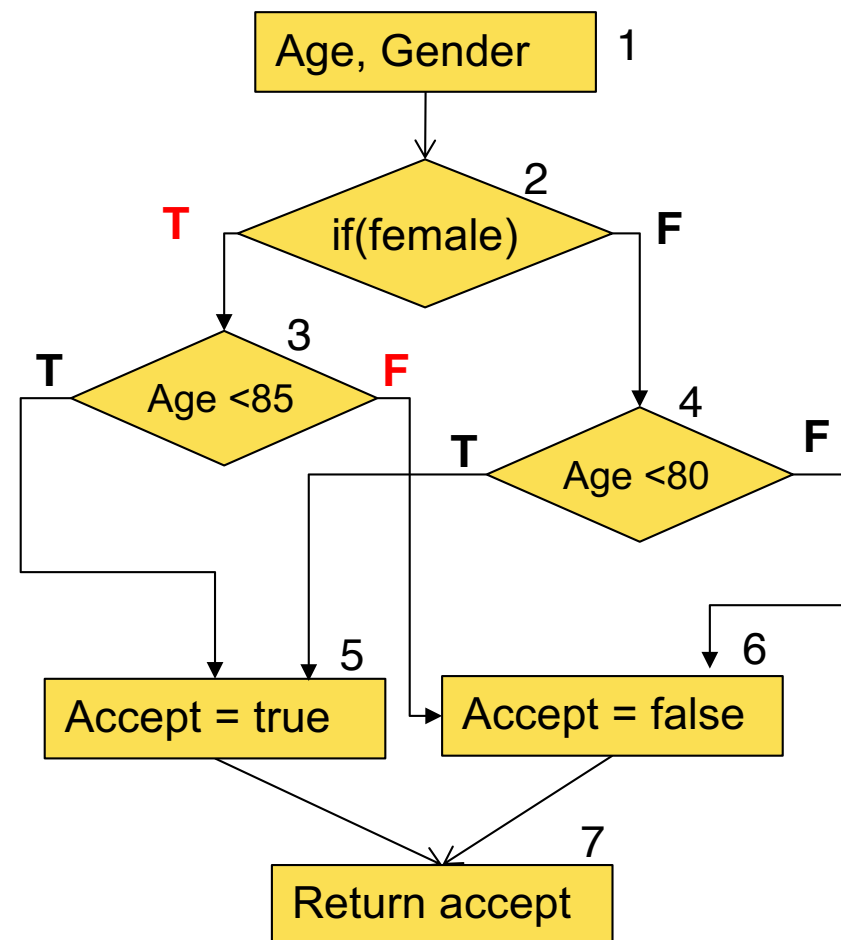 Age, Gender
1
2
T
if(female)
F
3
T
Age <85
F
4
T
Age <80
F
5
6
Accept = true
Accept = false
7
Return accept